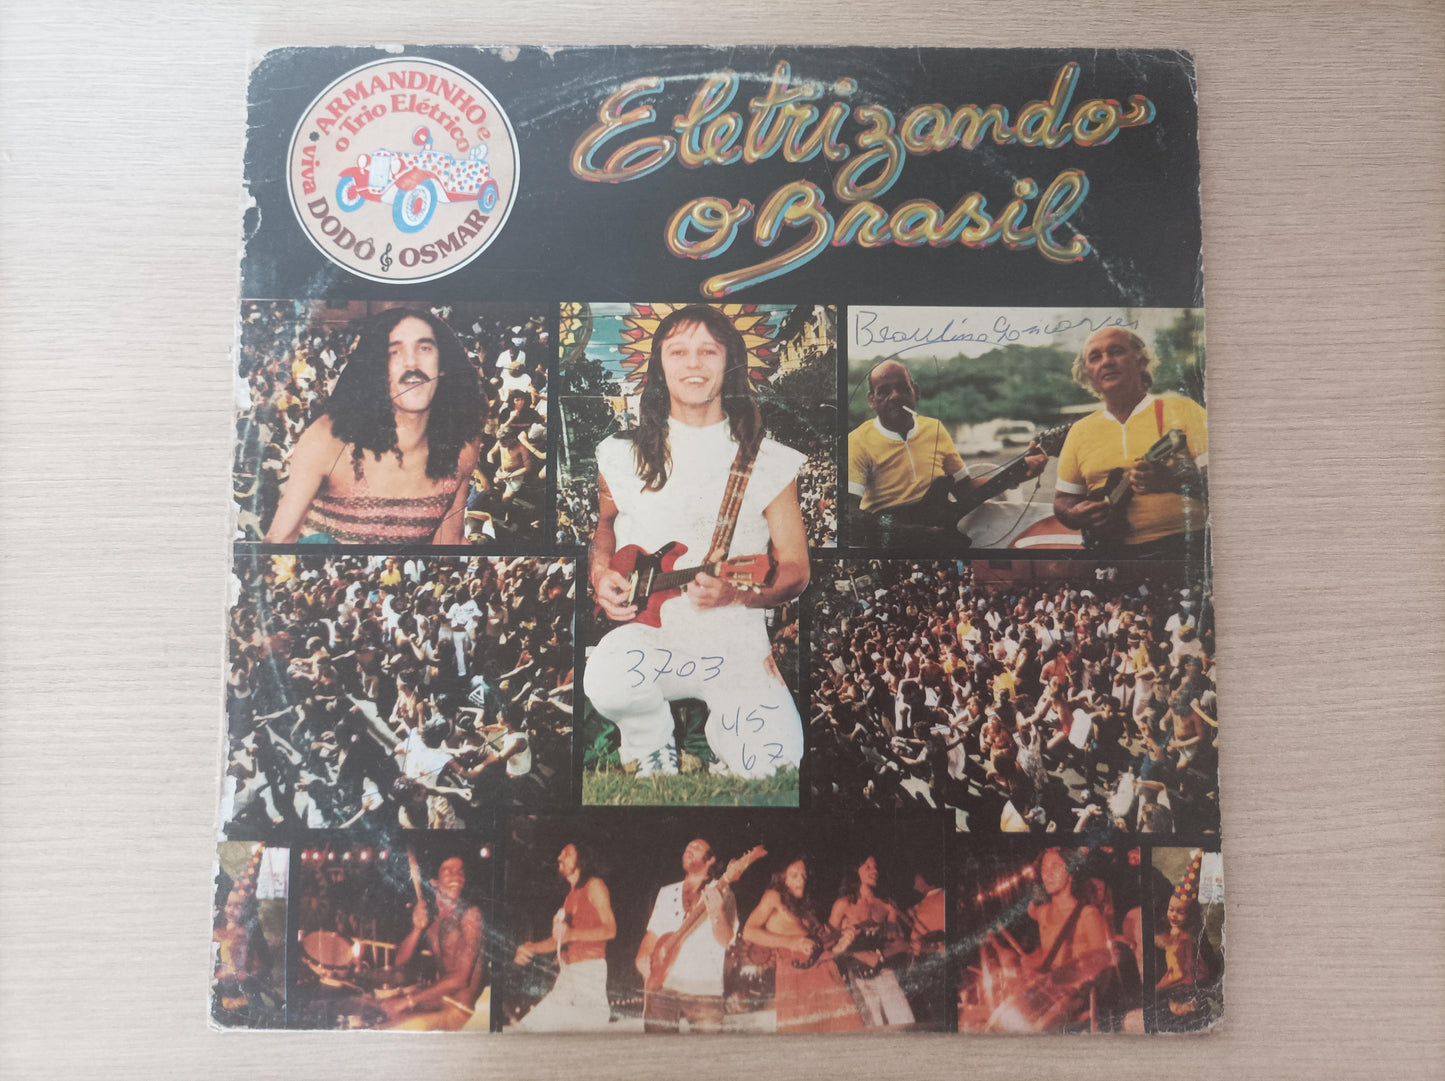 ARMANDINHO e
o Trio Elétrico
viva DODÔ & OSMAR
Eletrizando
o Brasil
3703
45
67